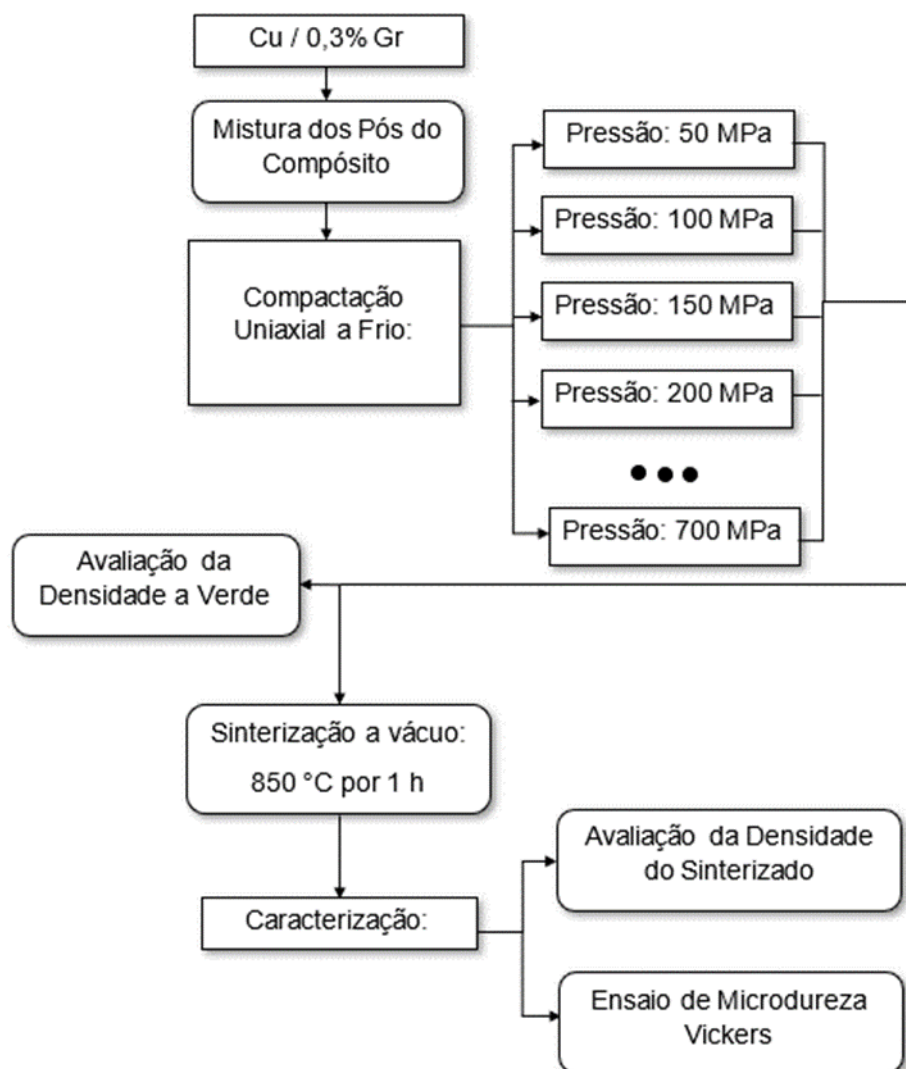 Cu / 0,3% Gr
Mistura dos Pós do
Compósito
Compactação
Uniaxial a Frio:
Pressão: 50 MPa
Pressão: 100 MPa
Pressão: 150 MPa
Pressão: 200 MPa
Pressão: 700 MPa
Avaliação da
Densidade a Verde
Sinterização a vácuo:
850 °C por 1 h
Caracterização:
Avaliação da Densidade
do Sinterizado
Ensaio de Microdureza
Vickers